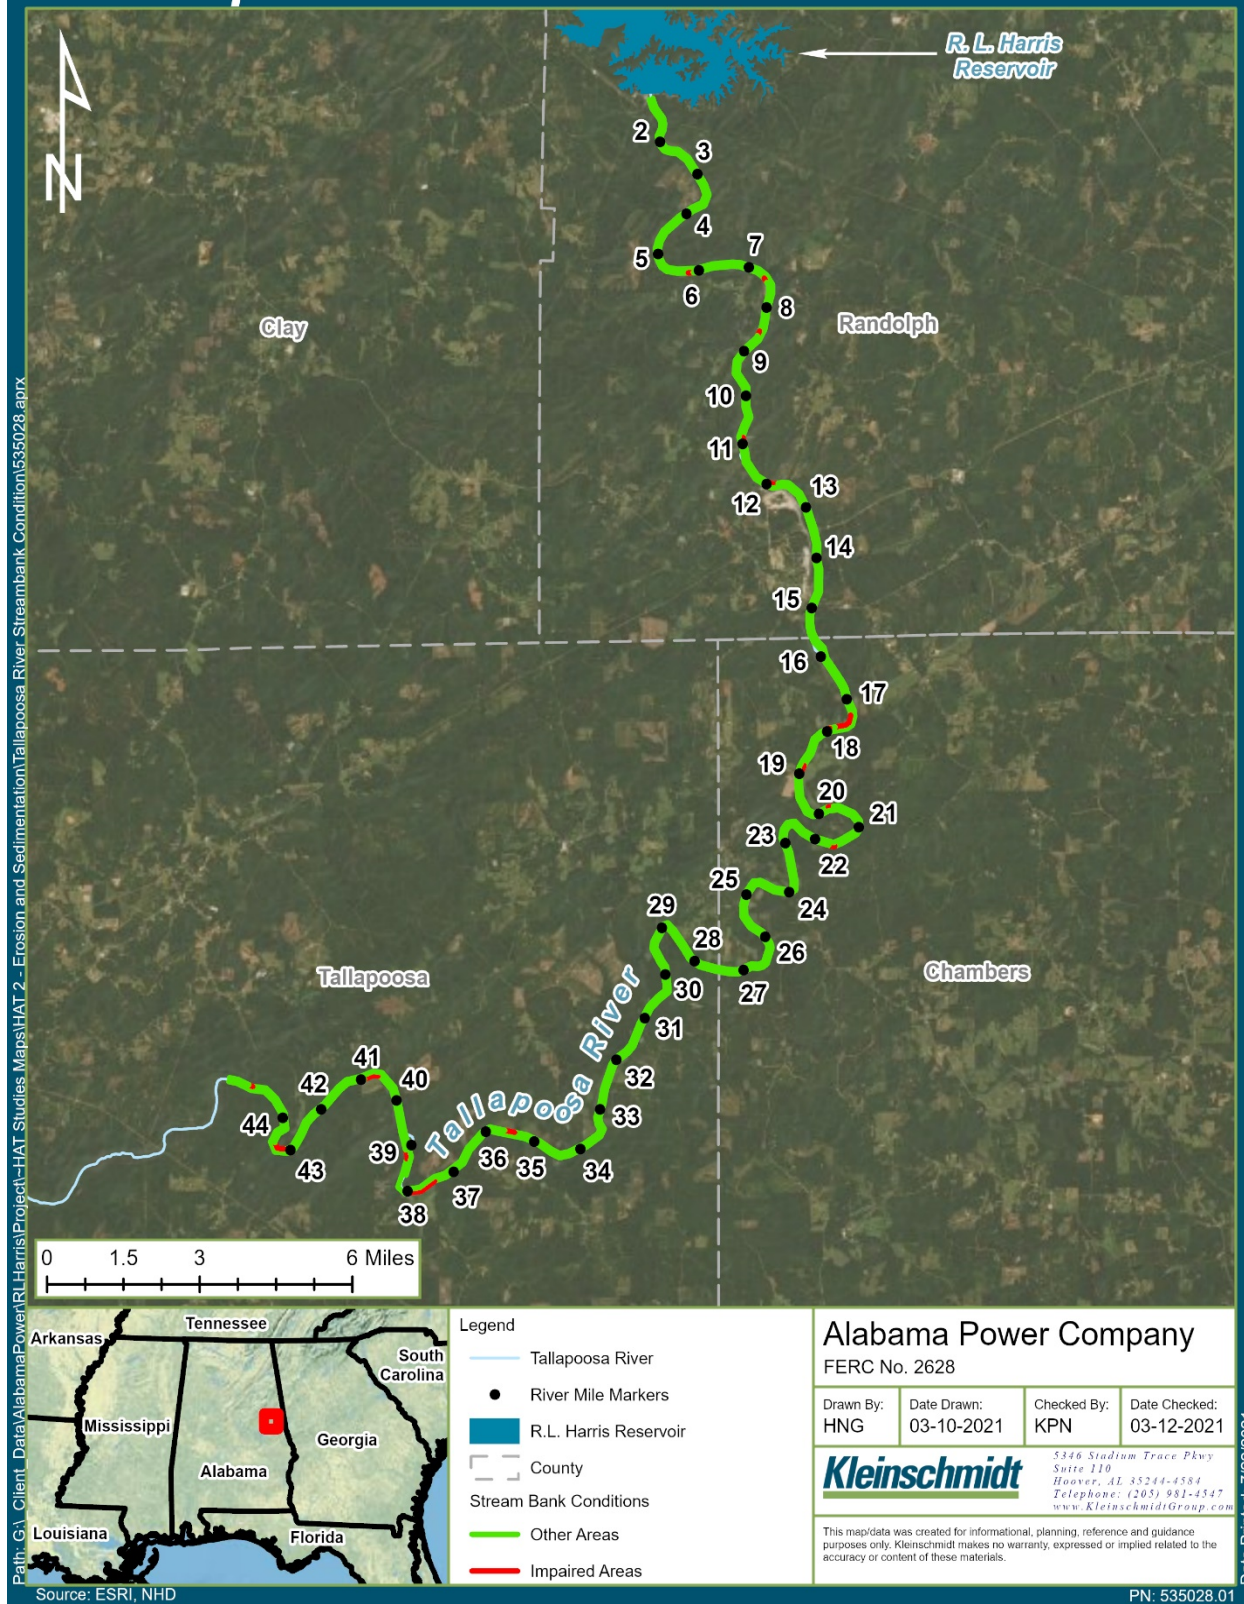 R. L. Harris
Reservoir
N
2
3
4
5
6
7
8
9
10
11
12
13
14
15
16
17
18
19
20
21
22
23
24
25
26
27
28
29
30
31
32
33
34
35
36
37
38
39
40
41
42
43
44
Clay
Randolph
Tallapoosa
Chambers
Tallapoosa River
0 1.5 3 6 Miles
Arkansas
Tennessee
South
Carolina
Mississippi
Georgia
Alabama
Louisiana
Florida
Legend
Tallapoosa River
River Mile Markers
R.L. Harris Reservoir
County
Stream Bank Conditions
Other Areas
Impaired Areas
Alabama Power Company
FERC No. 2628
Drawn By:
HNG
Date Drawn:
03-10-2021
Checked By:
KPN
Date Checked:
03-12-2021
Kleinschmidt
5346 Stadium Trace Pkwy
Suite 110
Hoover, AL 35244-4584
Telephone: (205) 981-4547
www.KleinschmidtGroup.com
This map/data was created for informational, planning, reference and guidance
purposes only. Kleinschmidt makes no warranty, expressed or implied related to the
accuracy or content of these materials.
Path: G:\_Client_Data\AlabamaPower\RLHarris\Project\~HAT Studies Maps\HAT 2 - Erosion and Sedimentation\Tallapoosa River Streambank Condition\535028.aprx
Source: ESRI, NHD
PN: 535028.01